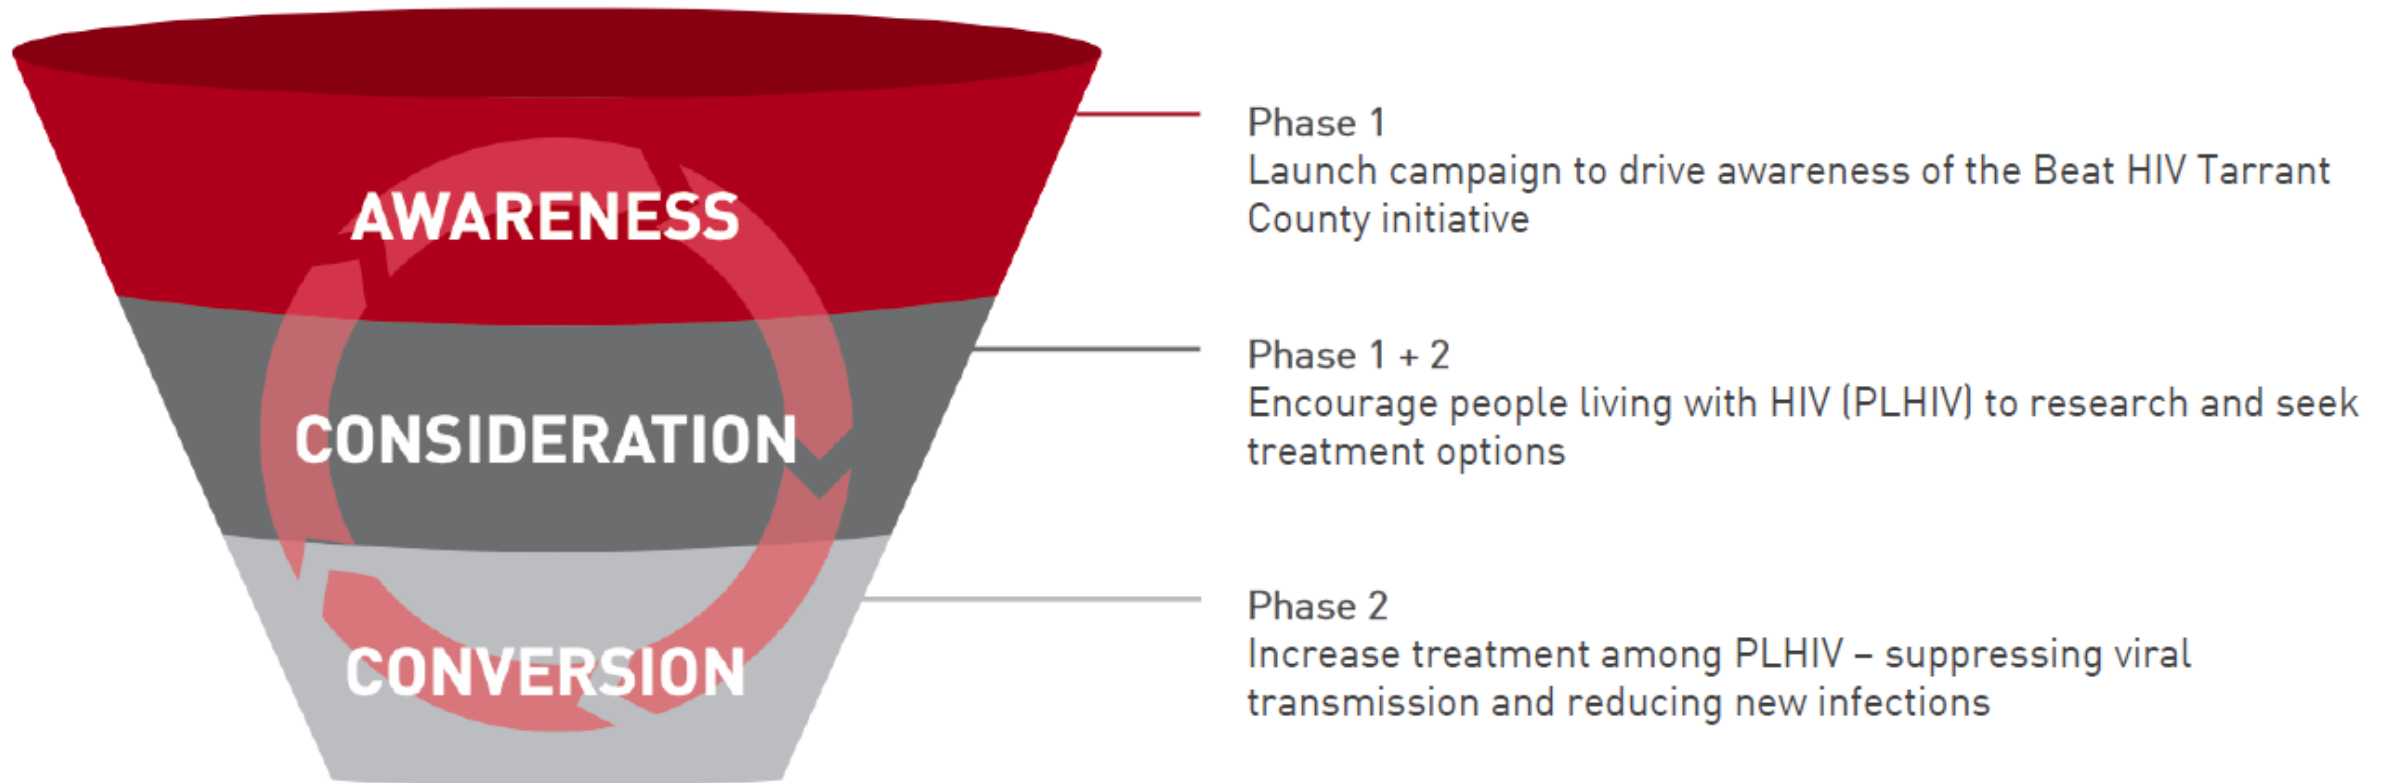 AWARENESS
Phase 1
Launch campaign to drive awareness of the Beat HIV Tarrant
County initiative
CONSIDERATION
Phase 1 + 2
Encourage people living with HIV (PLHIV) to research and seek
treatment options
CONVERSION
Phase 2
Increase treatment among PLHIV – suppressing viral
transmission and reducing new infections